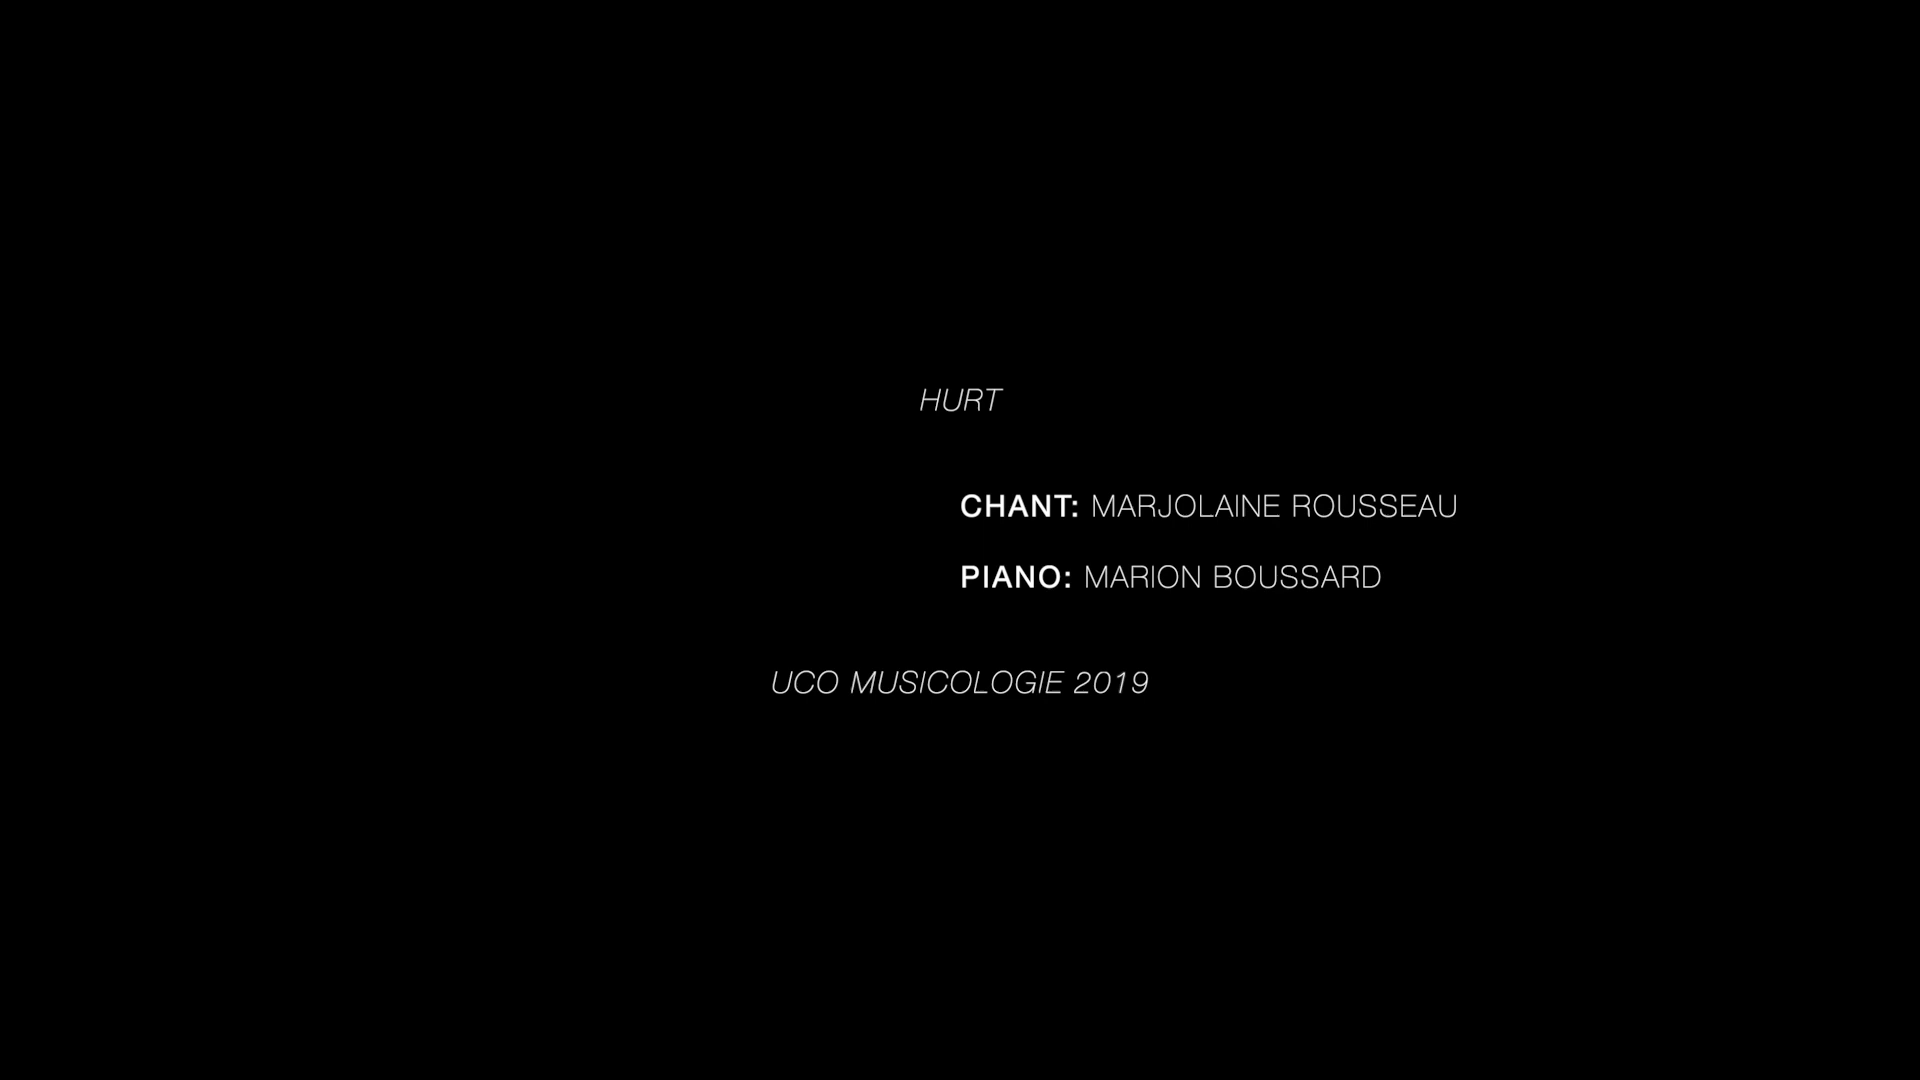 HURT
CHANT: MARJOLAINE ROUSSEAU
PIANO: MARION BOUSSARD
UCO MUSICOLOGIE 2019